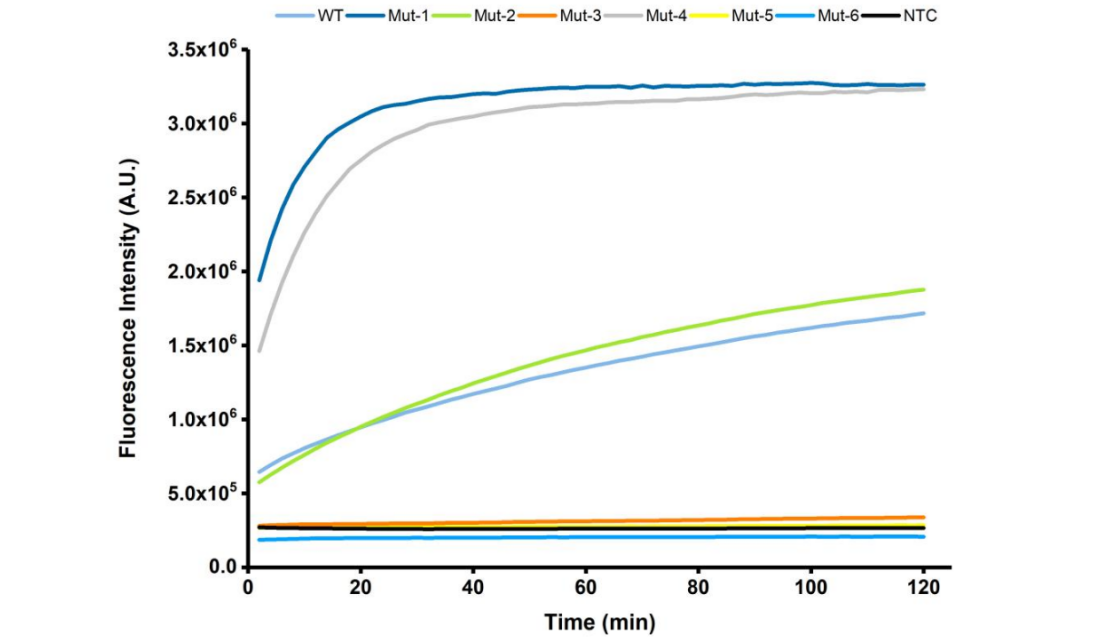 WT Mut-1 Mut-2 Mut-3 Mut-4 Mut-5 Mut-6 NTC
3.5x10⁶
3.0x10⁶
2.5x10⁶
2.0x10⁶
1.5x10⁶
1.0x10⁶
5.0x10⁵
0.0
Fluorescence Intensity (A.U.)
0 20 40 60 80 100 120
Time (min)